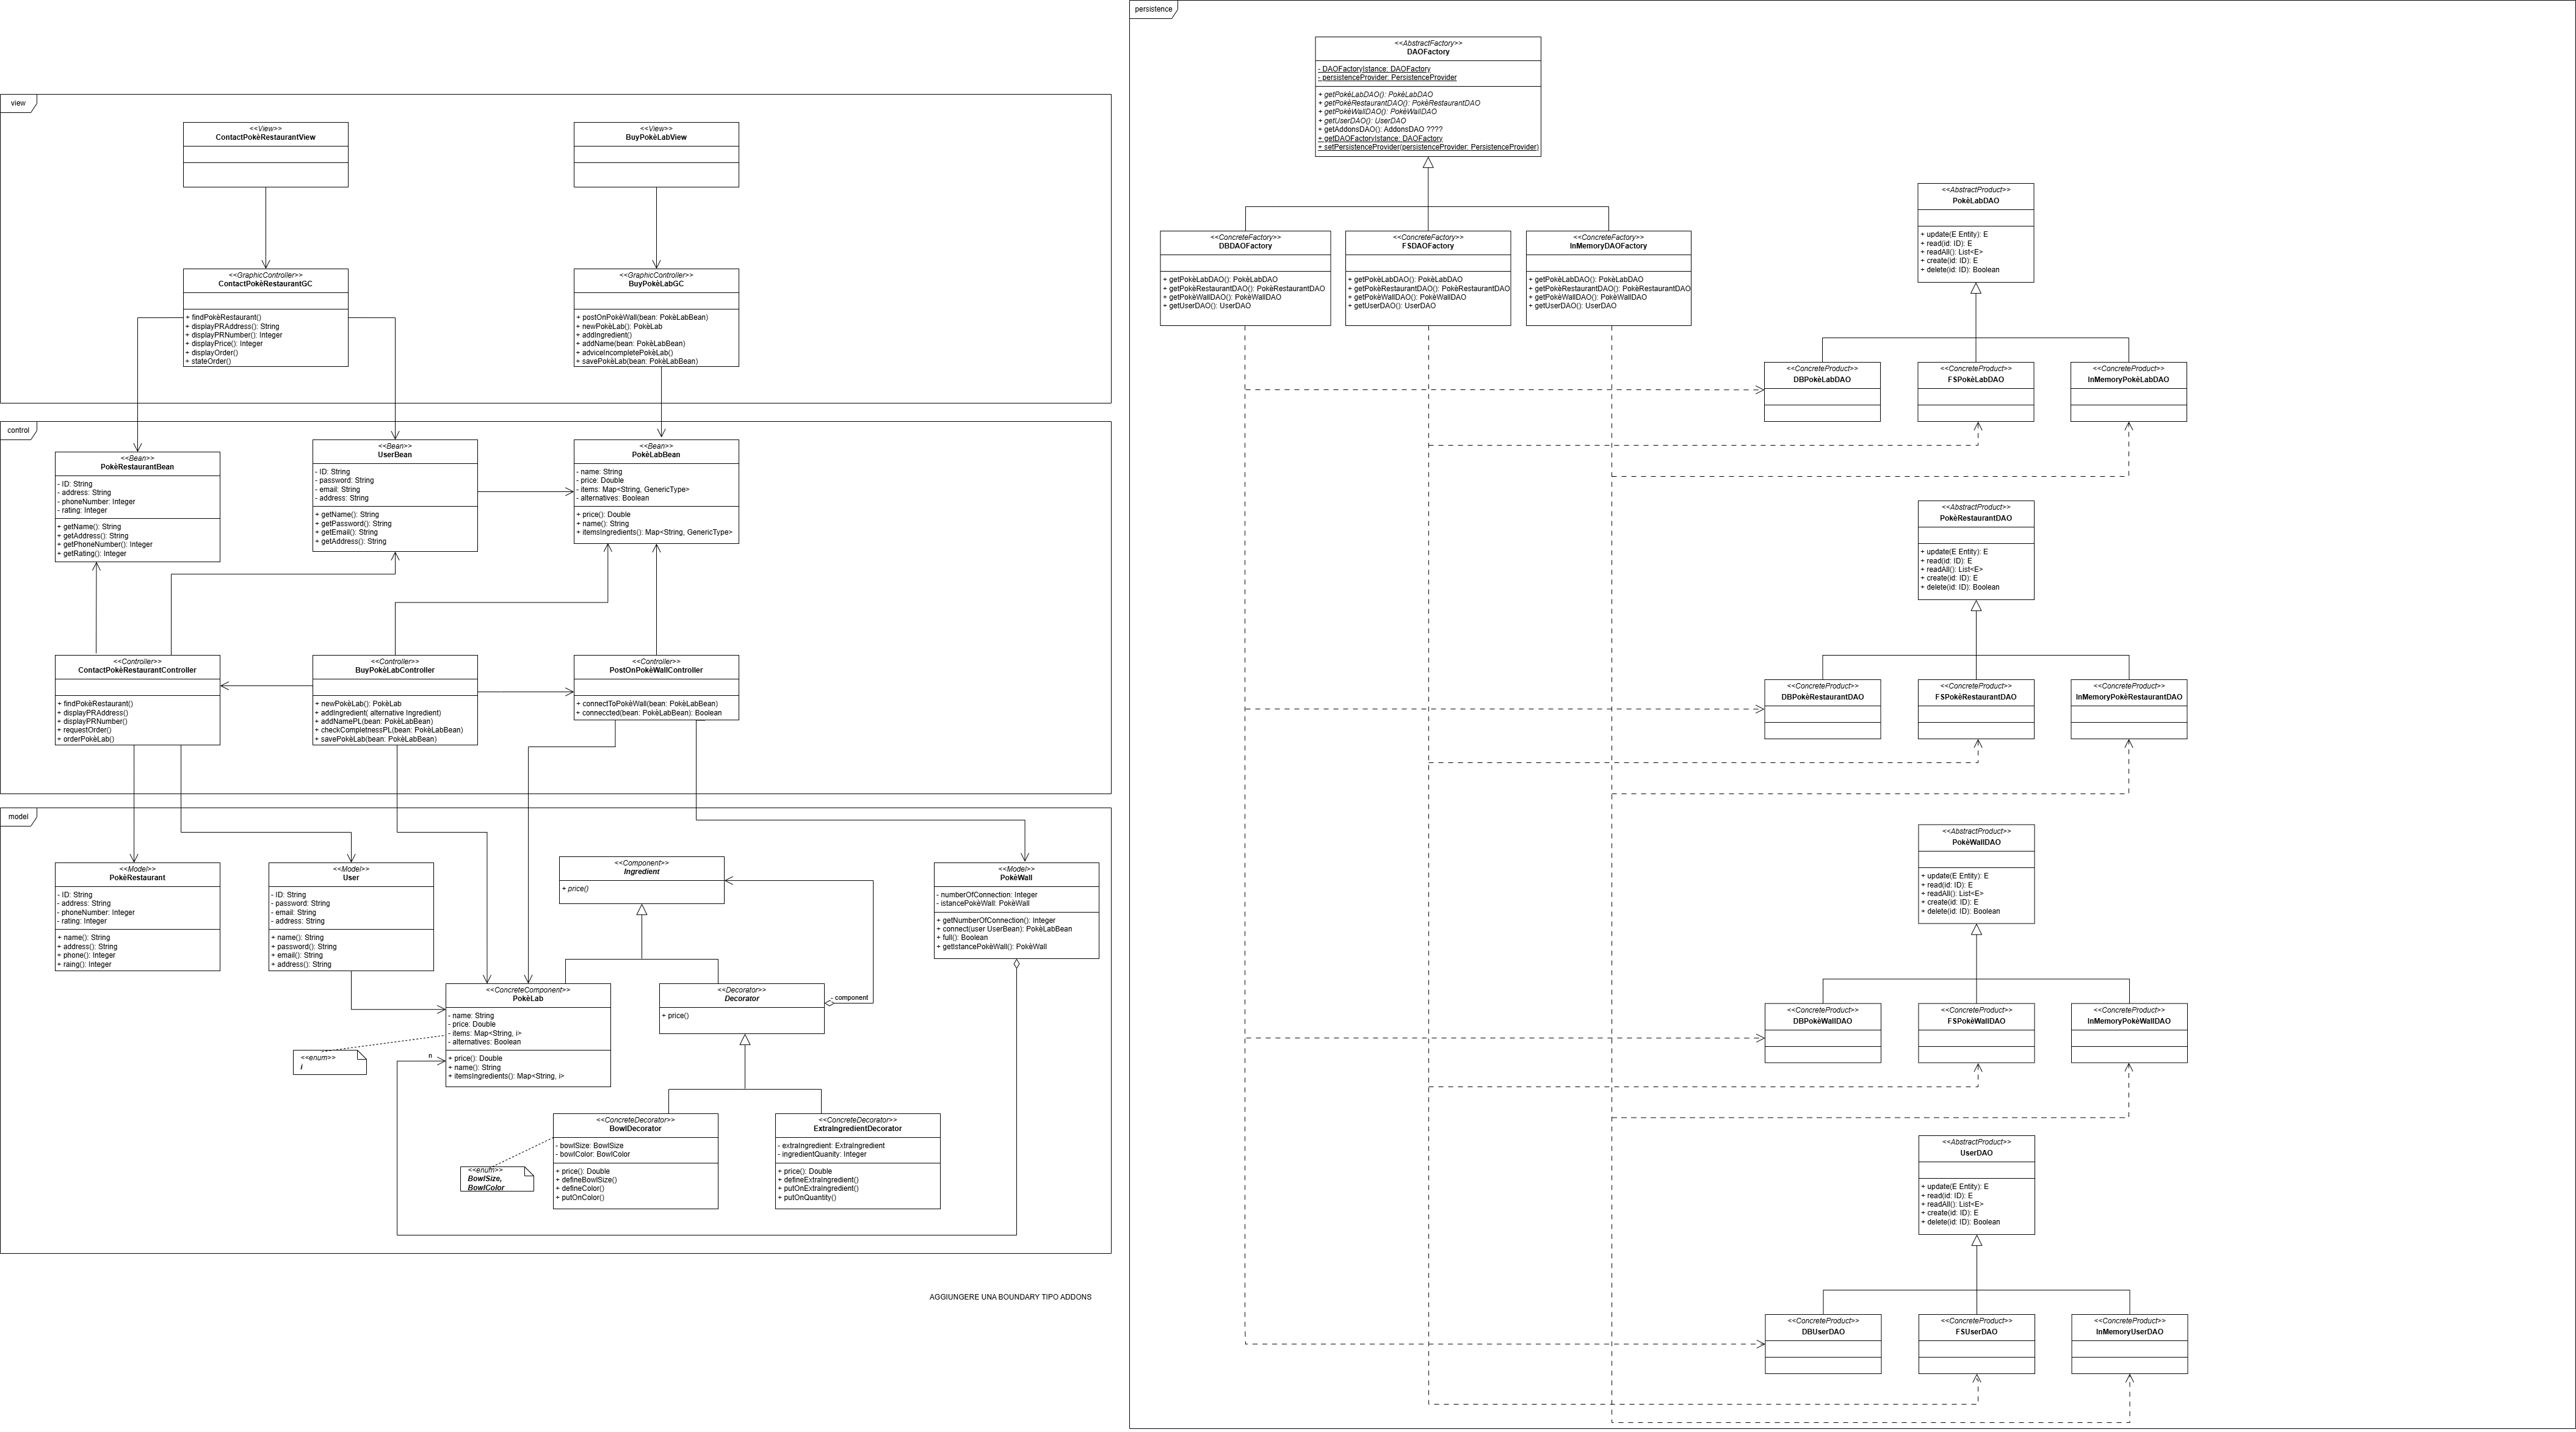 view
<<View>>
ContactPokèRestaurantView
<<View>>
BuyPokèLabView
<<GraphicController>>
ContactPokèRestaurantGC
+ findPokèRestaurant()
+ displayPRAddress(): String
+ displayPRNumber(): Integer
+ displayPrice(): Integer
+ displayOrder()
+ stateOrder()
<<GraphicController>>
BuyPokèLabGC
+ postOnPokèWall(bean: PokèLabBean)
+ newPokèLab(): PokèLab
+ addIngredient()
+ addName(bean: PokèLabBean)
+ adviceIncompletePokèLab()
+ savePokèLab(bean: PokèLabBean)
control
<<Bean>>
PokèRestaurantBean
- ID: String
- address: String
- phoneNumber: Integer
- rating: Integer
+ getName(): String
+ getAddress(): String
+ getPhoneNumber(): Integer
+ getRating(): Integer
<<Bean>>
UserBean
- ID: String
- password: String
- email: String
- address: String
+ getName(): String
+ getPassword(): String
+ getEmail(): String
+ getAddress(): String
<<Bean>>
PokèLabBean
- name: String
- price: Double
- items: Map<String, GenericType>
- alternatives: Boolean
+ price(): Double
+ name(): String
+ itemsIngredients(): Map<String, GenericType>
<<Controller>>
ContactPokèRestaurantController
+ findPokèRestaurant()
+ displayPRAddress()
+ displayPRNumber()
+ requestOrder()
+ orderPokèLab()
<<Controller>>
BuyPokèLabController
+ newPokèLab(): PokèLab
+ addIngredient( alternative Ingredient)
+ addNamePL(bean: PokèLabBean)
+ checkCompletnessPL(bean: PokèLabBean)
+ savePokèLab(bean: PokèLabBean)
<<Controller>>
PostOnPokèWallController
+ connectToPokèWall(bean: PokèLabBean)
+ conneccted(bean: PokèLabBean): Boolean
model
<<Model>>
PokèRestaurant
- ID: String
- address: String
- phoneNumber: Integer
- rating: Integer
+ name(): String
+ address(): String
+ phone(): Integer
+ raing(): Integer
<<Model>>
User
- ID: String
- password: String
- email: String
- address: String
+ name(): String
+ password(): String
+ email(): String
+ address(): String
<<Component>>
Ingredient
+ price()
<<Model>>
PokèWall
- numberOfConnection: Integer
- istancePokèWall: PokèWall
+ getNumberOfConnection(): Integer
+ connect(user UserBean): PokèLabBean
+ full(): Boolean
+ getIstancePokèWall(): PokèWall
<<ConcreteComponent>>
PokèLab
- name: String
- price: Double
- items: Map<String, i>
- alternatives: Boolean
+ price(): Double
+ name(): String
+ itemsIngredients(): Map<String, i>
<<Decorator>>
Decorator
+ price()
- component
<<enum>>
i
n
<<ConcreteDecorator>>
BowlDecorator
- bowlSize: BowlSize
- bowlColor: BowlColor
+ price(): Double
+ defineBowlSize()
+ defineColor()
+ putOnColor()
<<enum>>
BowlSize,
BowlColor
<<ConcreteDecorator>>
ExtraIngredientDecorator
- extraIngredient: ExtraIngredient
- ingredientQuanity: Integer
+ price(): Double
+ defineExtraIngredient()
+ putOnExtraIngredient()
+ putOnQuantity()
AGGIUNGERE UNA BOUNDARY TIPO ADDONS
persistence
<<AbstractFactory>>
DAOFactory
- DAOFactoryIstance: DAOFactory
- persistenceProvider: PersistenceProvider
+ getPokèLabDAO(): PokèLabDAO
+ getPokèRestaurantDAO(): PokèRestaurantDAO
+ getPokèWallDAO(): PokèWallDAO
+ getUserDAO(): UserDAO
+ getAddonsDAO(): AddonsDAO ????
+ getDAOFactoryIstance: DAOFactory
+ setPersistenceProvider(persistenceProvider: PersistenceProvider)
<<ConcreteFactory>>
DBDAOFactory
+ getPokèLabDAO(): PokèLabDAO
+ getPokèRestaurantDAO(): PokèRestaurantDAO
+ getPokèWallDAO(): PokèWallDAO
+ getUserDAO(): UserDAO
<<ConcreteFactory>>
FSDAOFactory
+ getPokèLabDAO(): PokèLabDAO
+ getPokèRestaurantDAO(): PokèRestaurantDAO
+ getPokèWallDAO(): PokèWallDAO
+ getUserDAO(): UserDAO
<<ConcreteFactory>>
InMemoryDAOFactory
+ getPokèLabDAO(): PokèLabDAO
+ getPokèRestaurantDAO(): PokèRestaurantDAO
+ getPokèWallDAO(): PokèWallDAO
+ getUserDAO(): UserDAO
<<AbstractProduct>>
PokèLabDAO
+ update(E Entity): E
+ read(id: ID): E
+ readAll(): List<E>
+ create(id: ID): E
+ delete(id: ID): Boolean
<<ConcreteProduct>>
DBPokèLabDAO
<<ConcreteProduct>>
FSPokèLabDAO
<<ConcreteProduct>>
InMemoryPokèLabDAO
<<AbstractProduct>>
PokèRestaurantDAO
+ update(E Entity): E
+ read(id: ID): E
+ readAll(): List<E>
+ create(id: ID): E
+ delete(id: ID): Boolean
<<ConcreteProduct>>
DBPokèRestaurantDAO
<<ConcreteProduct>>
FSPokèRestaurantDAO
<<ConcreteProduct>>
InMemoryPokèRestaurantDAO
<<AbstractProduct>>
PokèWallDAO
+ update(E Entity): E
+ read(id: ID): E
+ readAll(): List<E>
+ create(id: ID): E
+ delete(id: ID): Boolean
<<ConcreteProduct>>
DBPokèWallDAO
<<ConcreteProduct>>
FSPokèWallDAO
<<ConcreteProduct>>
InMemoryPokèWallDAO
<<AbstractProduct>>
UserDAO
+ update(E Entity): E
+ read(id: ID): E
+ readAll(): List<E>
+ create(id: ID): E
+ delete(id: ID): Boolean
<<ConcreteProduct>>
DBUserDAO
<<ConcreteProduct>>
FSUserDAO
<<ConcreteProduct>>
InMemoryUserDAO